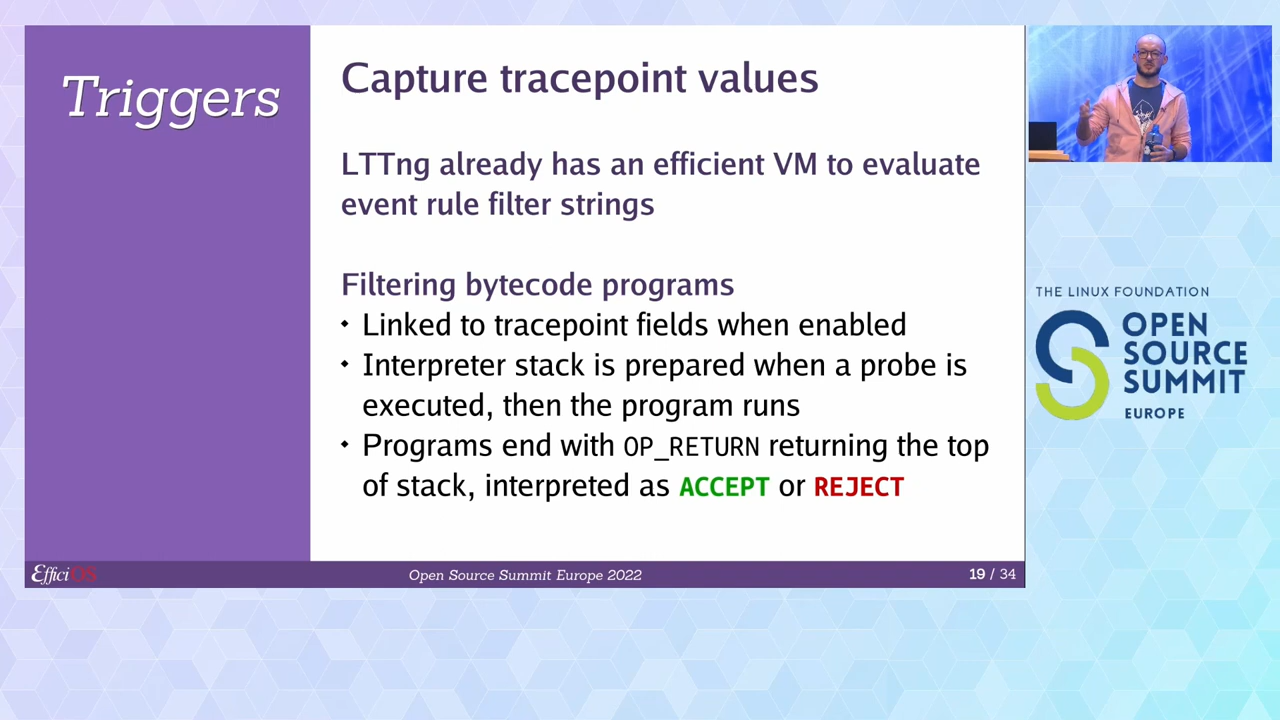 Triggers
Capture tracepoint values
LTTng already has an efficient VM to evaluate
event rule filter strings
Filtering bytecode programs
• Linked to tracepoint fields when enabled
• Interpreter stack is prepared when a probe is
executed, then the program runs
• Programs end with OP_RETURN returning the top
of stack, interpreted as ACCEPT or REJECT
EfficiOS
Open Source Summit Europe 2022
19 / 34
THE LINUX FOUNDATION
OPEN
SOURCE
SUMMIT
EUROPE